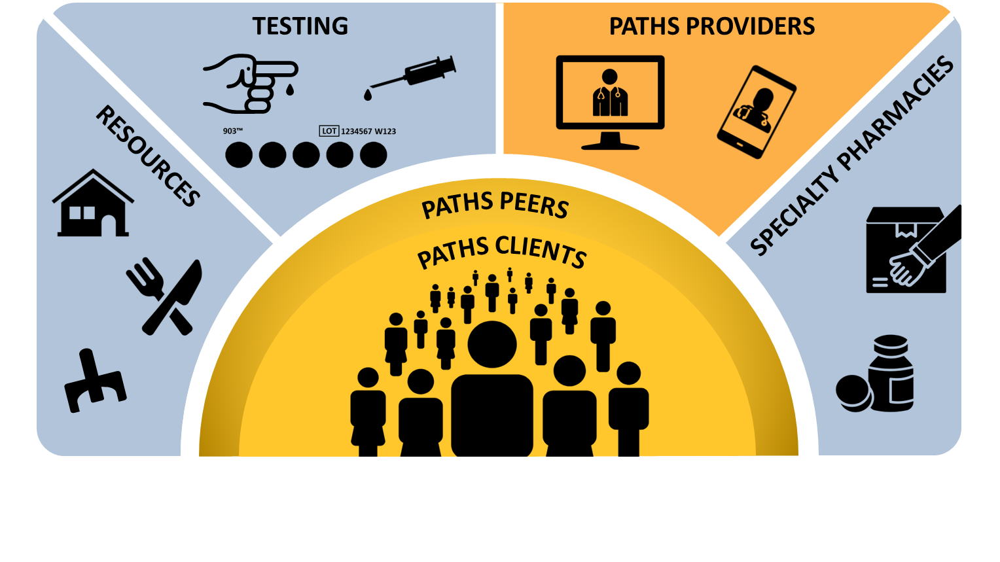 TESTING
PATHS PROVIDERS
RESOURCES
SPECIALTY PHARMACIES
903™
LOT 1234567 W123
PATHS PEERS
PATHS CLIENTS